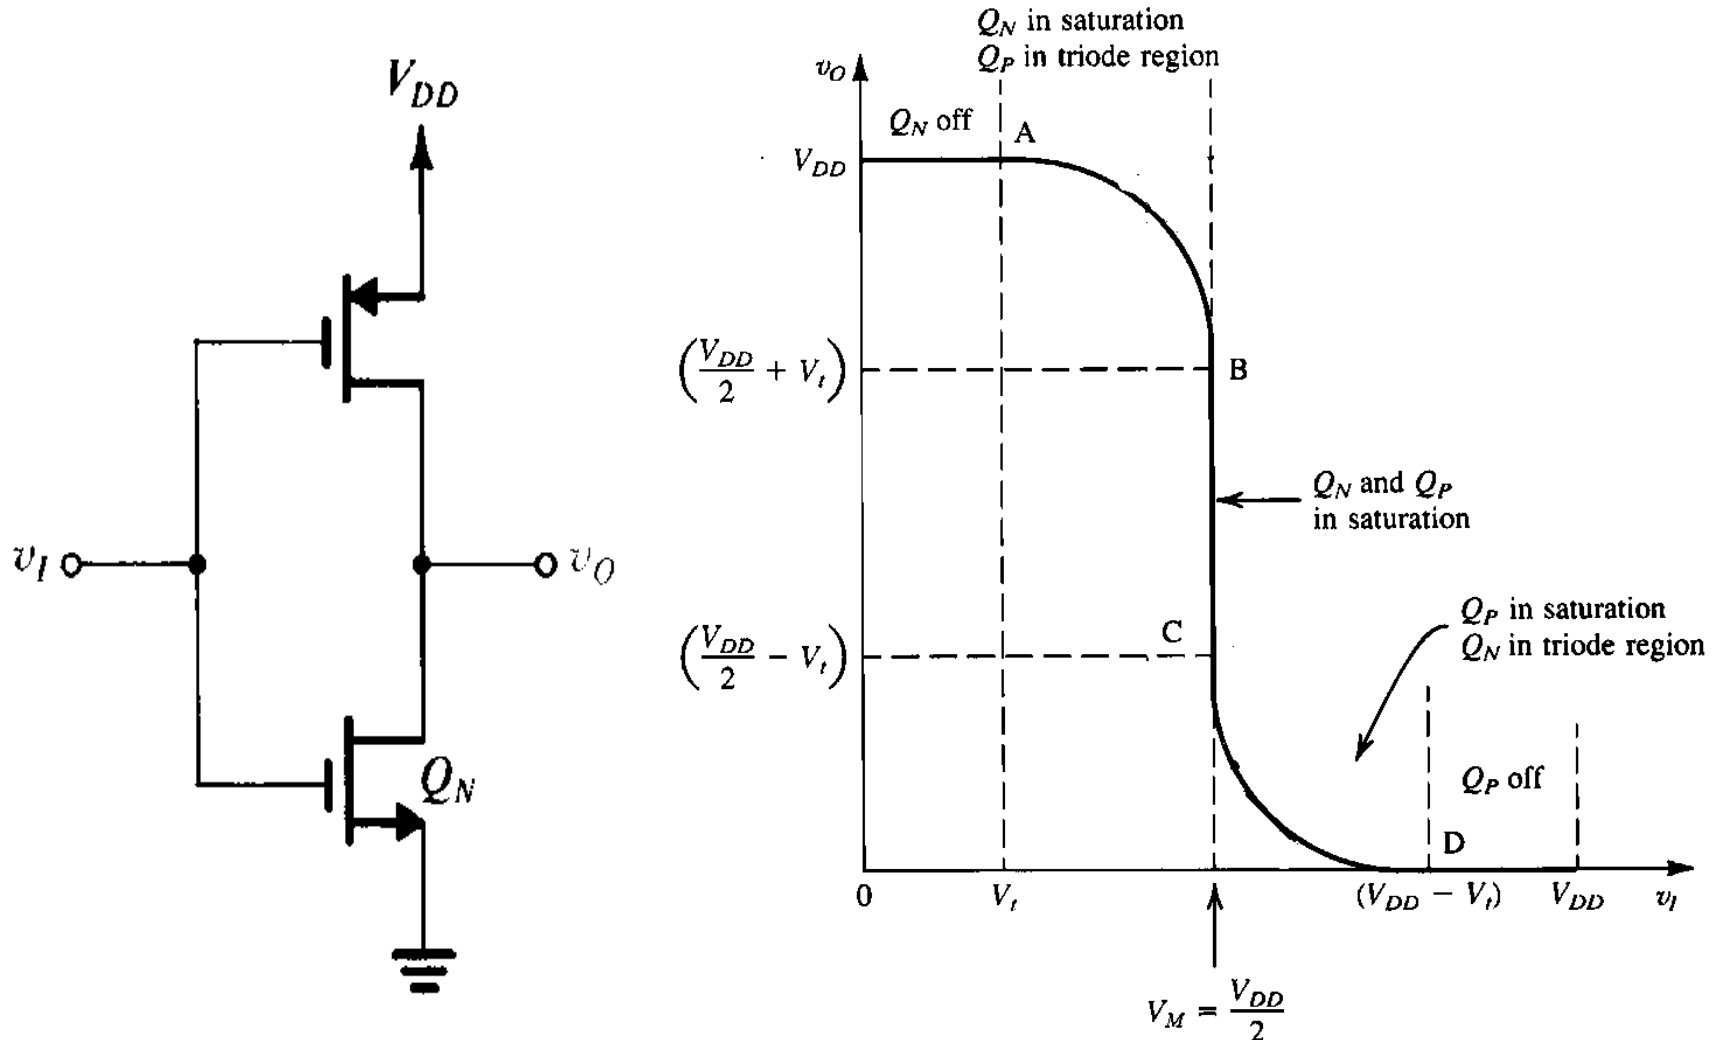 V_DD
v_I
v_O
Q_N
Q_N in saturation
Q_P in triode region
v_O
Q_N off
A
V_DD
(V_DD/2 + V_t)
B
Q_N and Q_P
in saturation
C
(V_DD/2 − V_t)
Q_P in saturation
Q_N in triode region
Q_P off
D
0
V_t
(V_DD − V_t)
V_DD
v_I
V_M = V_DD/2